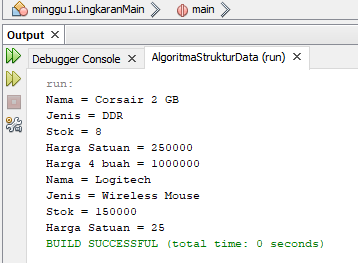 minggu1.LingkaranMain main
Output
Debugger Console AlgoritmaStrukturData (run)
run:
Nama = Corsair 2 GB
Jenis = DDR
Stok = 8
Harga Satuan = 250000
Harga 4 buah = 1000000
Nama = Logitech
Jenis = Wireless Mouse
Stok = 150000
Harga Satuan = 25
BUILD SUCCESSFUL (total time: 0 seconds)